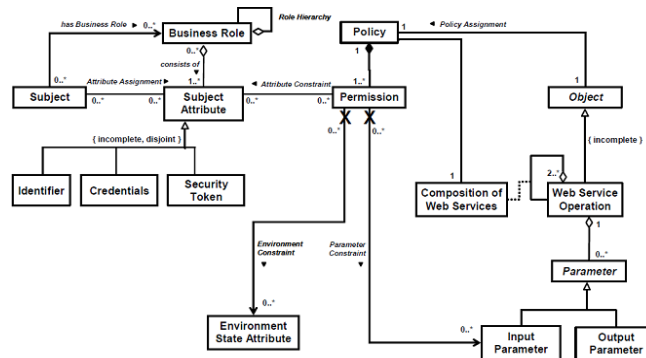 has Business Role ► 0..*
Role Hierarchy
Business Role
Policy
1 ◄ Policy Assignment
1
0..*
1
consists of ▼
0..*
Attribute Assignment ►
1..*
◄ Attribute Constraint
1..*
1
Subject
Subject Attribute
Permission
Object
0..*
0..*
0..*
0..*
0..*
0..*
{ incomplete, disjoint }
{ incomplete }
Identifier
Credentials
Security Token
2..*
Composition of Web Services
Web Service Operation
1
1
Environment Constraint
▼
Parameter Constraint
▼
0..*
Parameter
0..*
0..*
Environment State Attribute
Input Parameter
Output Parameter